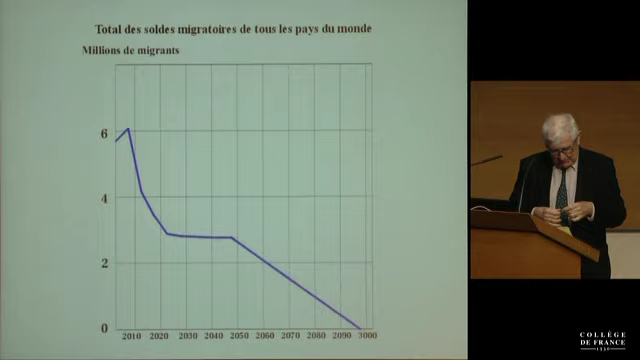 Total des soldes migratoires de tous les pays du monde
Millions de migrants
6
4
2
0
2010 2020 2030 2040 2050 2060 2070 2080 2090 3000
COLLÈGE
DE FRANCE
1530